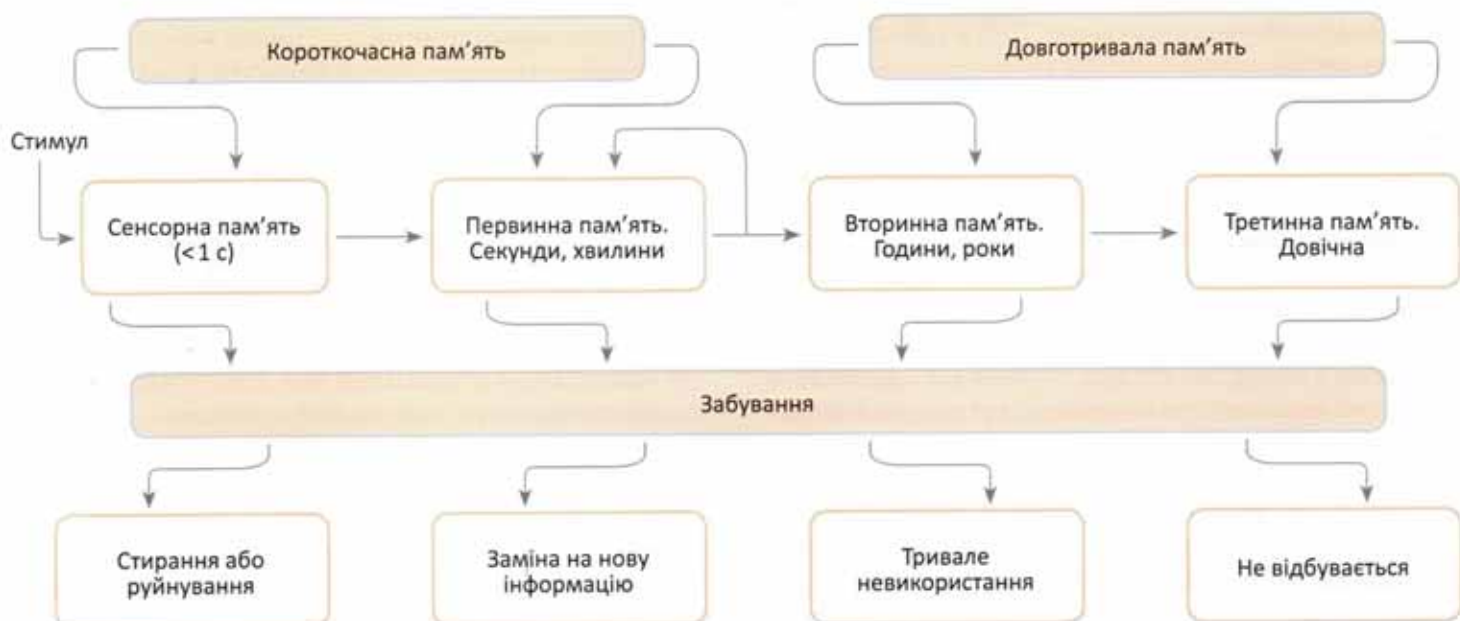 Короткочасна пам’ять
Довготривала пам’ять
Стимул
Сенсорна пам’ять
(< 1 с)
Первинна пам’ять.
Секунди, хвилини
Вторинна пам’ять.
Години, роки
Третинна пам’ять.
Довічна
Забування
Стирання або
руйнування
Заміна на нову
інформацію
Тривале
невикористання
Не відбувається